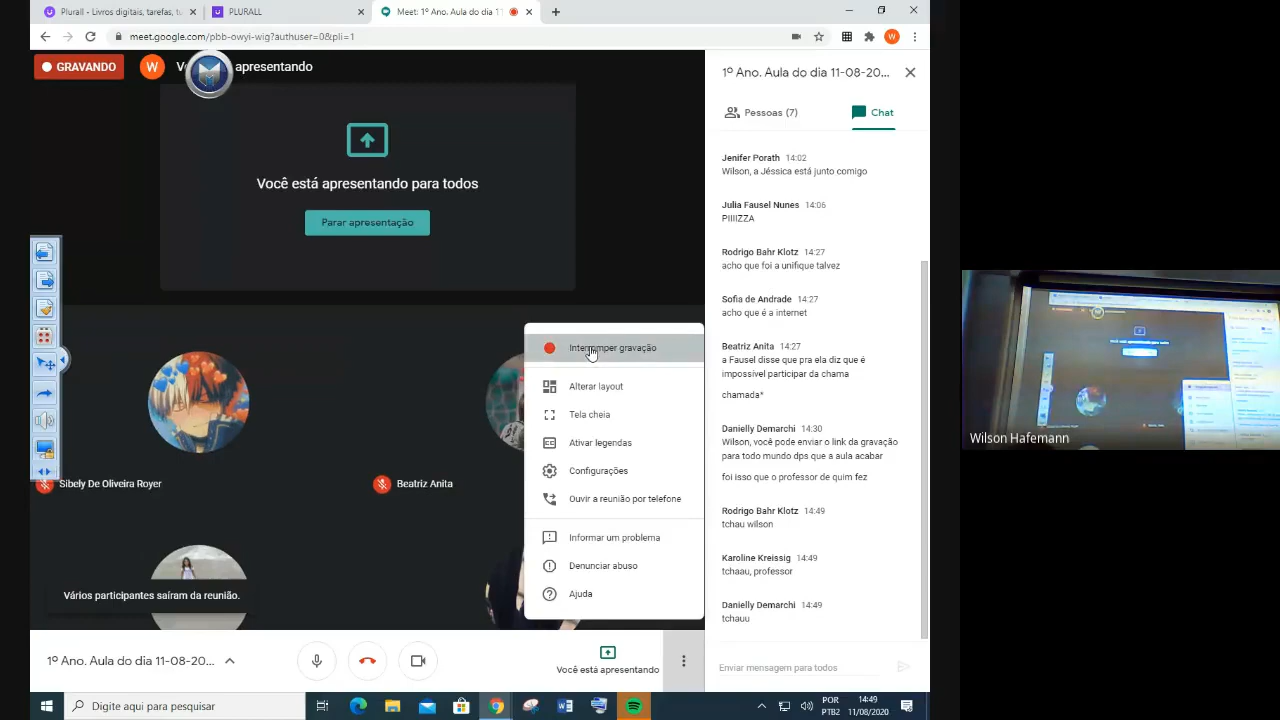 Plurall - Livros digitais, tarefas, t
PLURALL
Meet: 1º Ano. Aula do dia 11
meet.google.com/pbb-owyi-wig?authuser=0&pli=1
W
GRAVANDO
W
apresentando
1º Ano. Aula do dia 11-08-20...
Pessoas (7)
Chat
Você está apresentando para todos
Parar apresentação
Jenifer Porath 14:02
Wilson, a Jéssica está junto comigo
Julia Fausel Nunes 14:06
PIIIIZZA
Rodrigo Bahr Klotz 14:27
acho que foi a unifique talvez
Sofia de Andrade 14:27
acho que é a internet
Beatriz Anita 14:27
a Fausel disse que pra ela diz que é
impossível participar da chama
chamada*
Danielly Demarchi 14:30
Wilson, você pode enviar o link da gravação
para todo mundo dps que a aula acabar
foi isso que o professor de quim fez
Rodrigo Bahr Klotz 14:49
tchau wilson
Karoline Kreissig 14:49
tchaau, professor
Danielly Demarchi 14:49
tchauu
Enviar mensagem para todos
Interromper gravação
Alterar layout
Tela cheia
Ativar legendas
Configurações
Ouvir a reunião por telefone
Informar um problema
Denunciar abuso
Ajuda
Sibely De Oliveira Royer
Beatriz Anita
Vários participantes saíram da reunião.
1º Ano. Aula do dia 11-08-20...
Você está apresentando
Digite aqui para pesquisar
POR
PTB2
14:49
11/08/2020
Wilson Hafemann